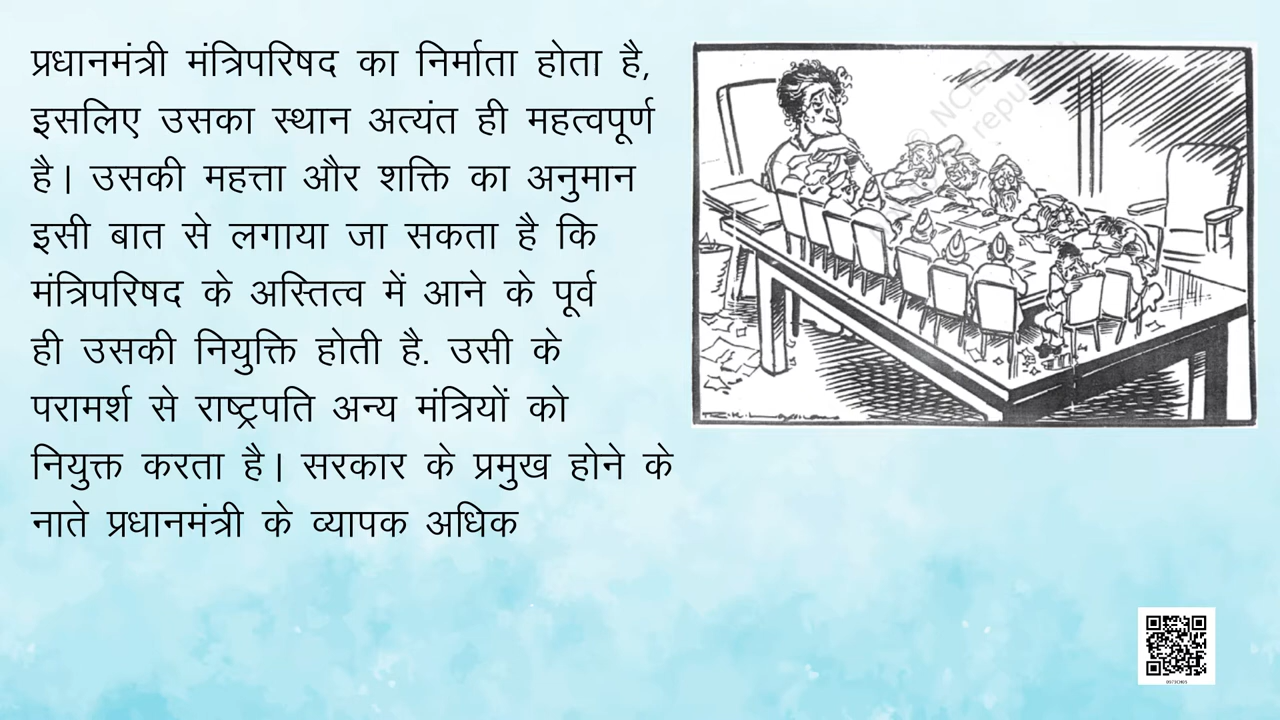 प्रधानमंत्री मंत्रिपरिषद का निर्माता होता है,
इसलिए उसका स्थान अत्यंत ही महत्वपूर्ण
है। उसकी महत्ता और शक्ति का अनुमान
इसी बात से लगाया जा सकता है कि
मंत्रिपरिषद के अस्तित्व में आने के पूर्व
ही उसकी नियुक्ति होती है. उसी के
परामर्श से राष्ट्रपति अन्य मंत्रियों को
नियुक्त करता है। सरकार के प्रमुख होने के
नाते प्रधानमंत्री के व्यापक अधिक
© NCERT